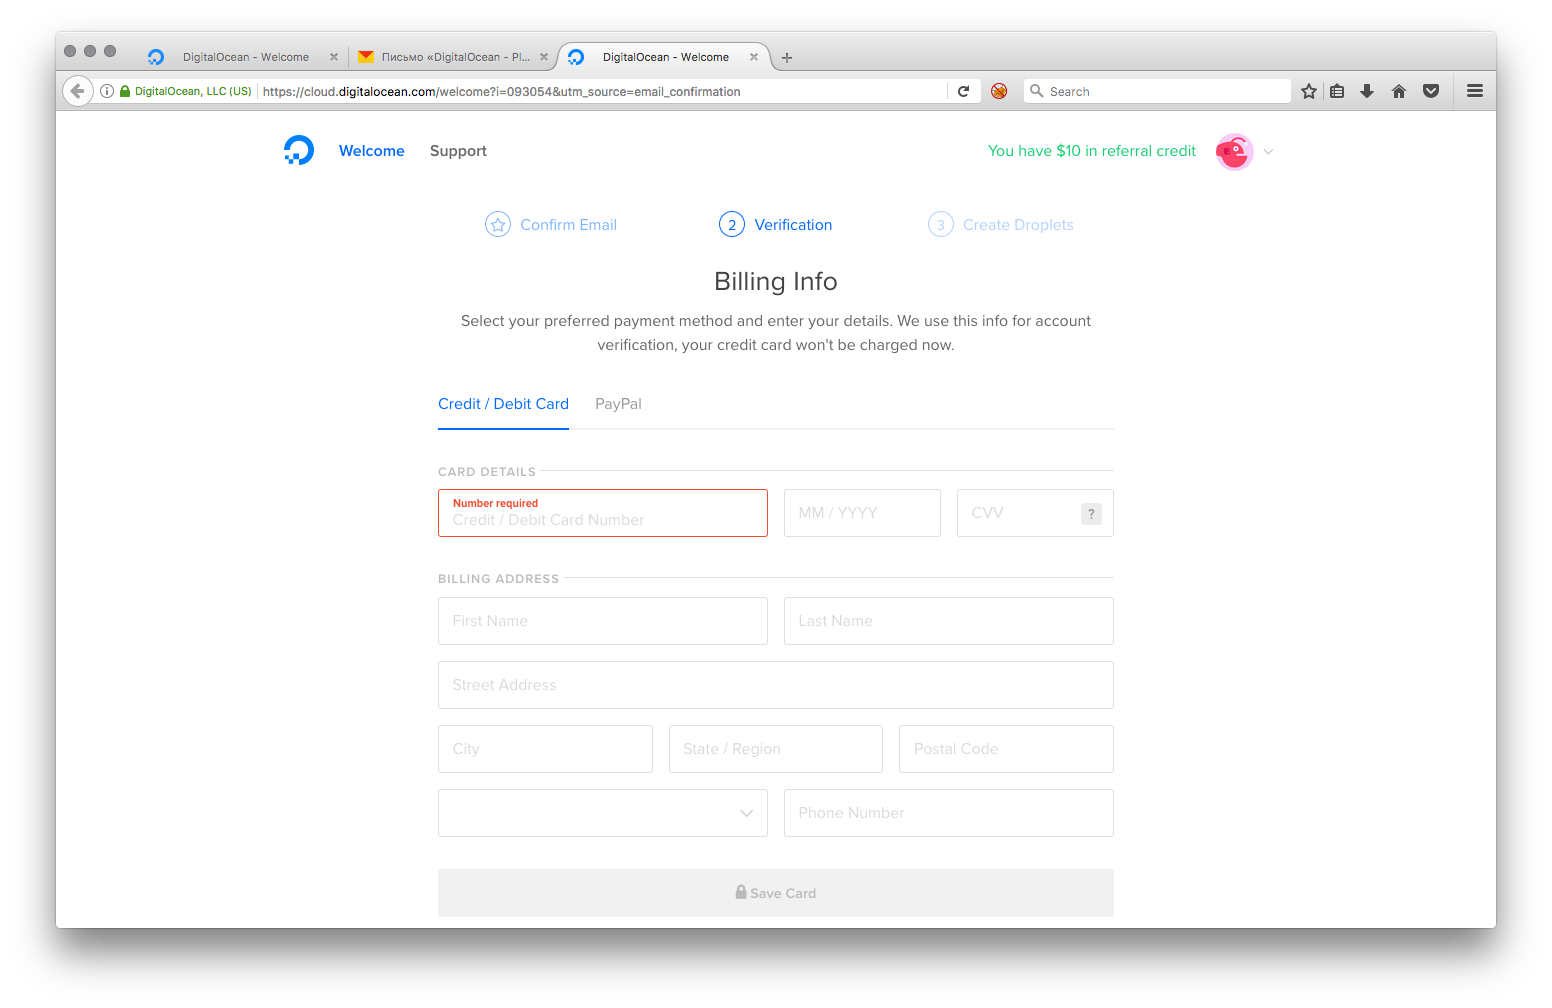 DigitalOcean - Welcome
Письмо «DigitalOcean - Pl...
DigitalOcean - Welcome
DigitalOcean, LLC (US)
https://cloud.digitalocean.com/welcome?i=093054&utm_source=email_confirmation
Search
Welcome
Support
You have $10 in referral credit
Confirm Email
2 Verification
3 Create Droplets
Billing Info
Select your preferred payment method and enter your details. We use this info for account
verification, your credit card won't be charged now.
Credit / Debit Card
PayPal
CARD DETAILS
Number required
Credit / Debit Card Number
MM / YYYY
CVV
?
BILLING ADDRESS
First Name
Last Name
Street Address
City
State / Region
Postal Code
Phone Number
Save Card